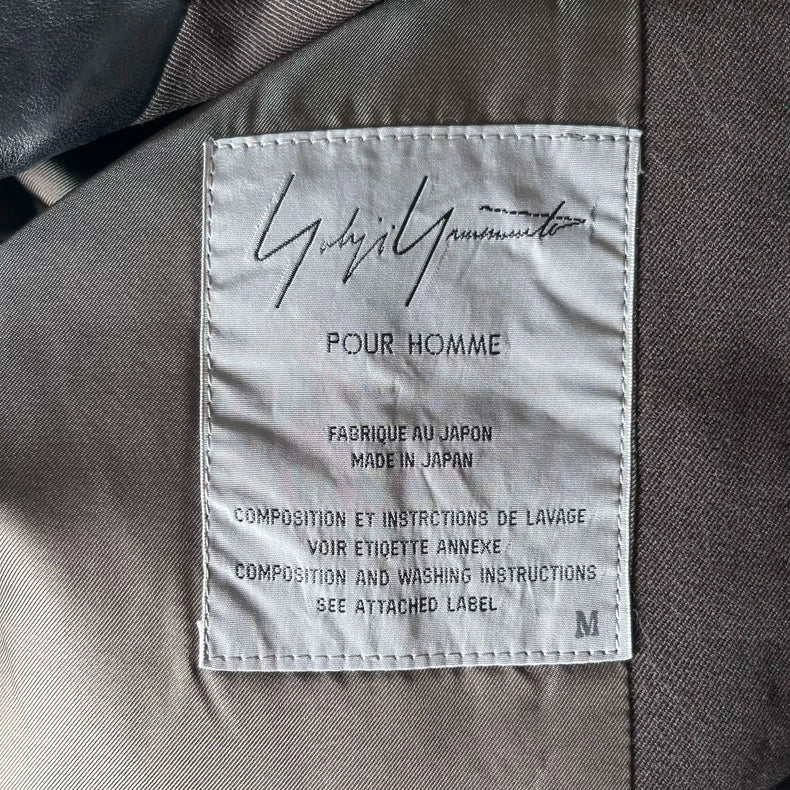 Yohji Yamamoto
POUR HOMME
FABRIQUE AU JAPON
MADE IN JAPAN
COMPOSITION ET INSTRCTIONS DE LAVAGE
VOIR ETIQETTE ANNEXE
COMPOSITION AND WASHING INSTRUCTIONS
SEE ATTACHED LABEL
M